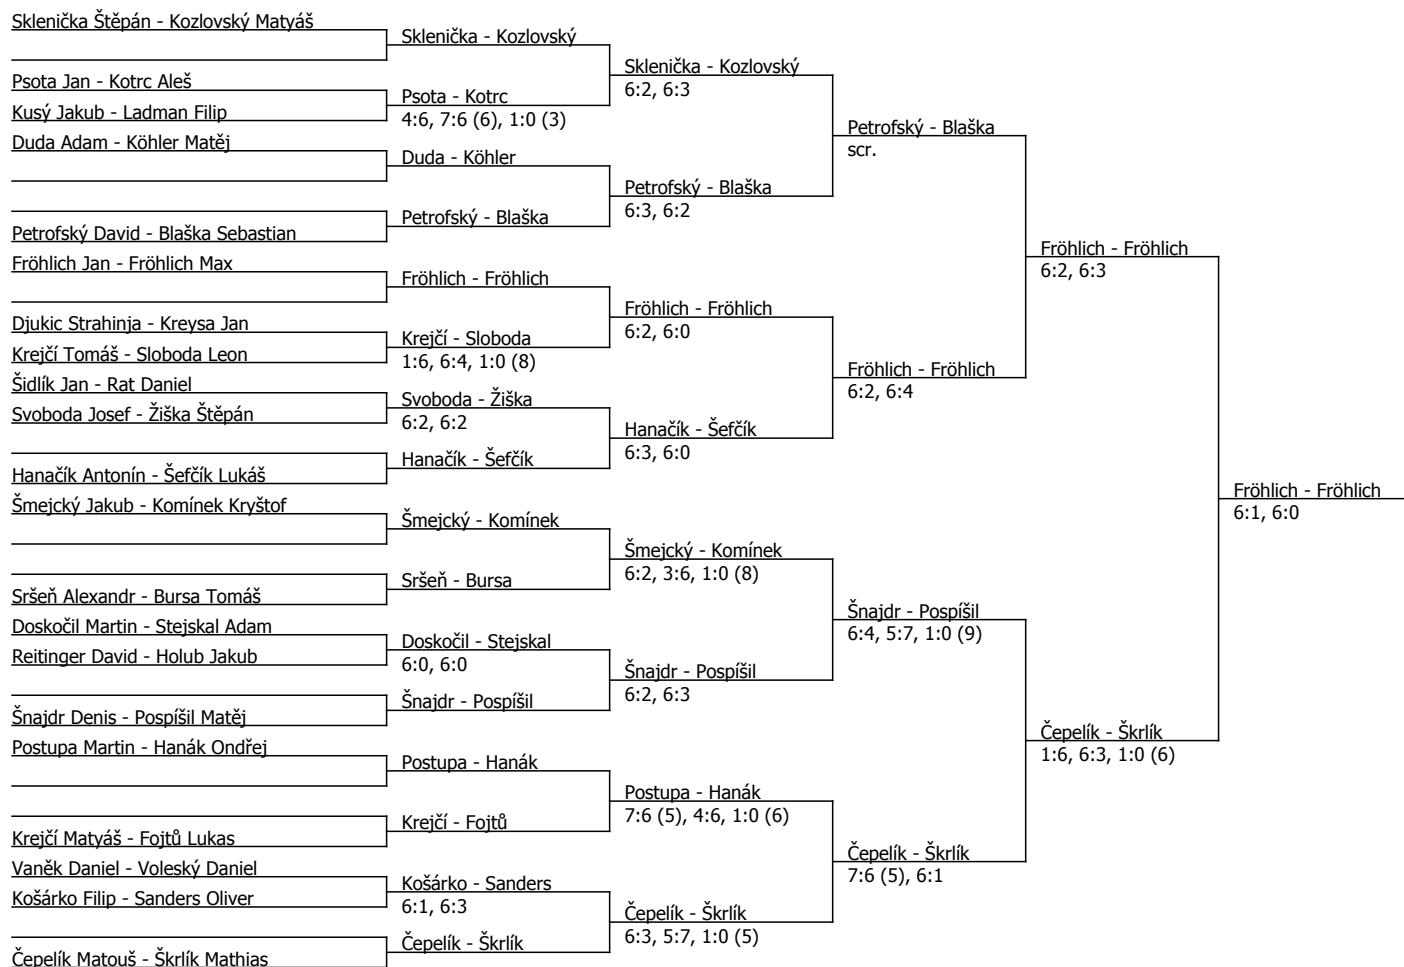 Sklenička Štěpán - Kozlovský Matyáš
Psota Jan - Kotrc Aleš
Kusý Jakub - Ladman Filip
Duda Adam - Köhler Matěj
Petrofský David - Blaška Sebastian
Fröhlich Jan - Fröhlich Max
Djukic Strahinja - Kreysa Jan
Krejčí Tomáš - Sloboda Leon
Šidlík Jan - Rat Daniel
Svoboda Josef - Žiška Štěpán
Hanačík Antonín - Šefčík Lukáš
Šmejcký Jakub - Komínek Kryštof
Sršeň Alexandr - Bursa Tomáš
Doskočil Martin - Stejskal Adam
Reitinger David - Holub Jakub
Šnajdr Denis - Pospíšil Matěj
Postupa Martin - Hanák Ondřej
Krejčí Matyáš - Fojtů Lukas
Vaněk Daniel - Voleský Daniel
Košárko Filip - Sanders Oliver
Čepelík Matouš - Škrlík Mathias
Sklenička - Kozlovský
Psota - Kotrc
4:6, 7:6 (6), 1:0 (3)
Duda - Köhler
Petrofský - Blaška
Fröhlich - Fröhlich
Krejčí - Sloboda
1:6, 6:4, 1:0 (8)
Svoboda - Žiška
6:2, 6:2
Hanačík - Šefčík
Šmejcký - Komínek
Sršeň - Bursa
Doskočil - Stejskal
6:0, 6:0
Šnajdr - Pospíšil
Postupa - Hanák
Krejčí - Fojtů
Košárko - Sanders
6:1, 6:3
Čepelík - Škrlík
Sklenička - Kozlovský
6:2, 6:3
Petrofský - Blaška
6:3, 6:2
Fröhlich - Fröhlich
6:2, 6:0
Hanačík - Šefčík
6:3, 6:0
Šmejcký - Komínek
6:2, 3:6, 1:0 (8)
Šnajdr - Pospíšil
6:2, 6:3
Postupa - Hanák
7:6 (5), 4:6, 1:0 (6)
Čepelík - Škrlík
6:3, 5:7, 1:0 (5)
Petrofský - Blaška
scr.
Fröhlich - Fröhlich
6:2, 6:4
Šnajdr - Pospíšil
6:4, 5:7, 1:0 (9)
Čepelík - Škrlík
7:6 (5), 6:1
Fröhlich - Fröhlich
6:2, 6:3
Čepelík - Škrlík
1:6, 6:3, 1:0 (6)
Fröhlich - Fröhlich
6:1, 6:0